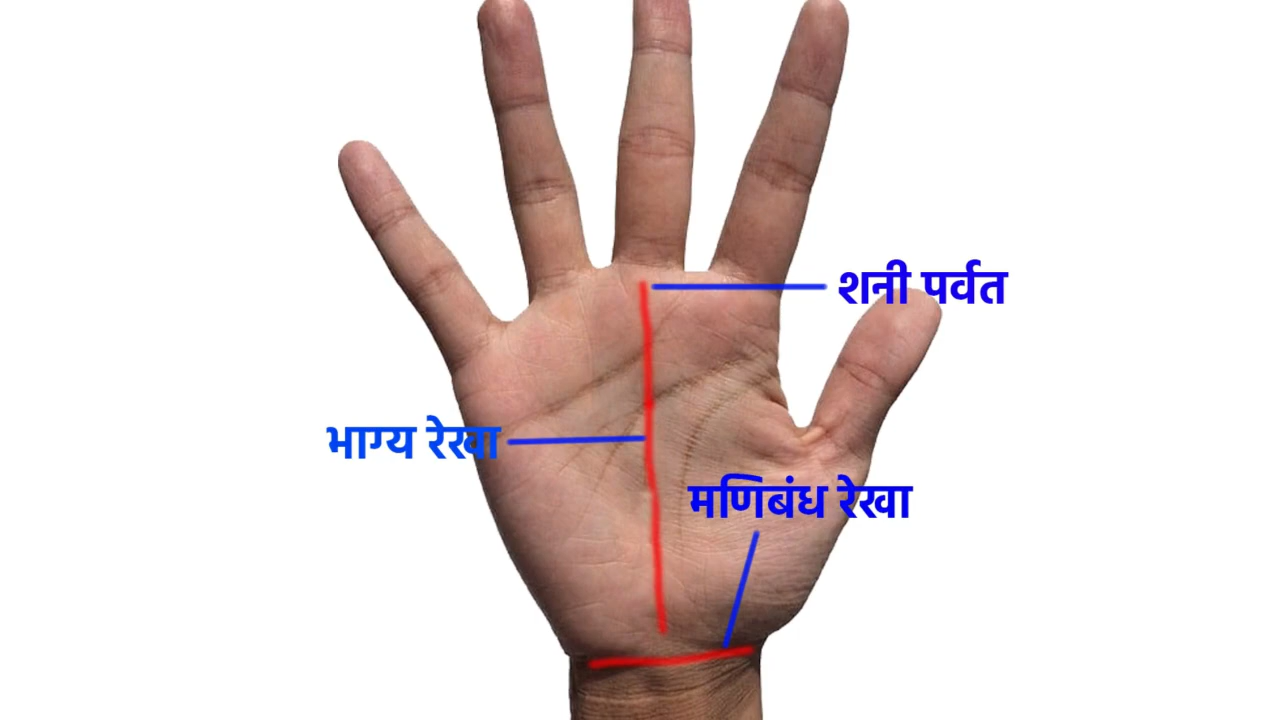 शनी पर्वत
भाग्य रेखा
मणिबंध रेखा